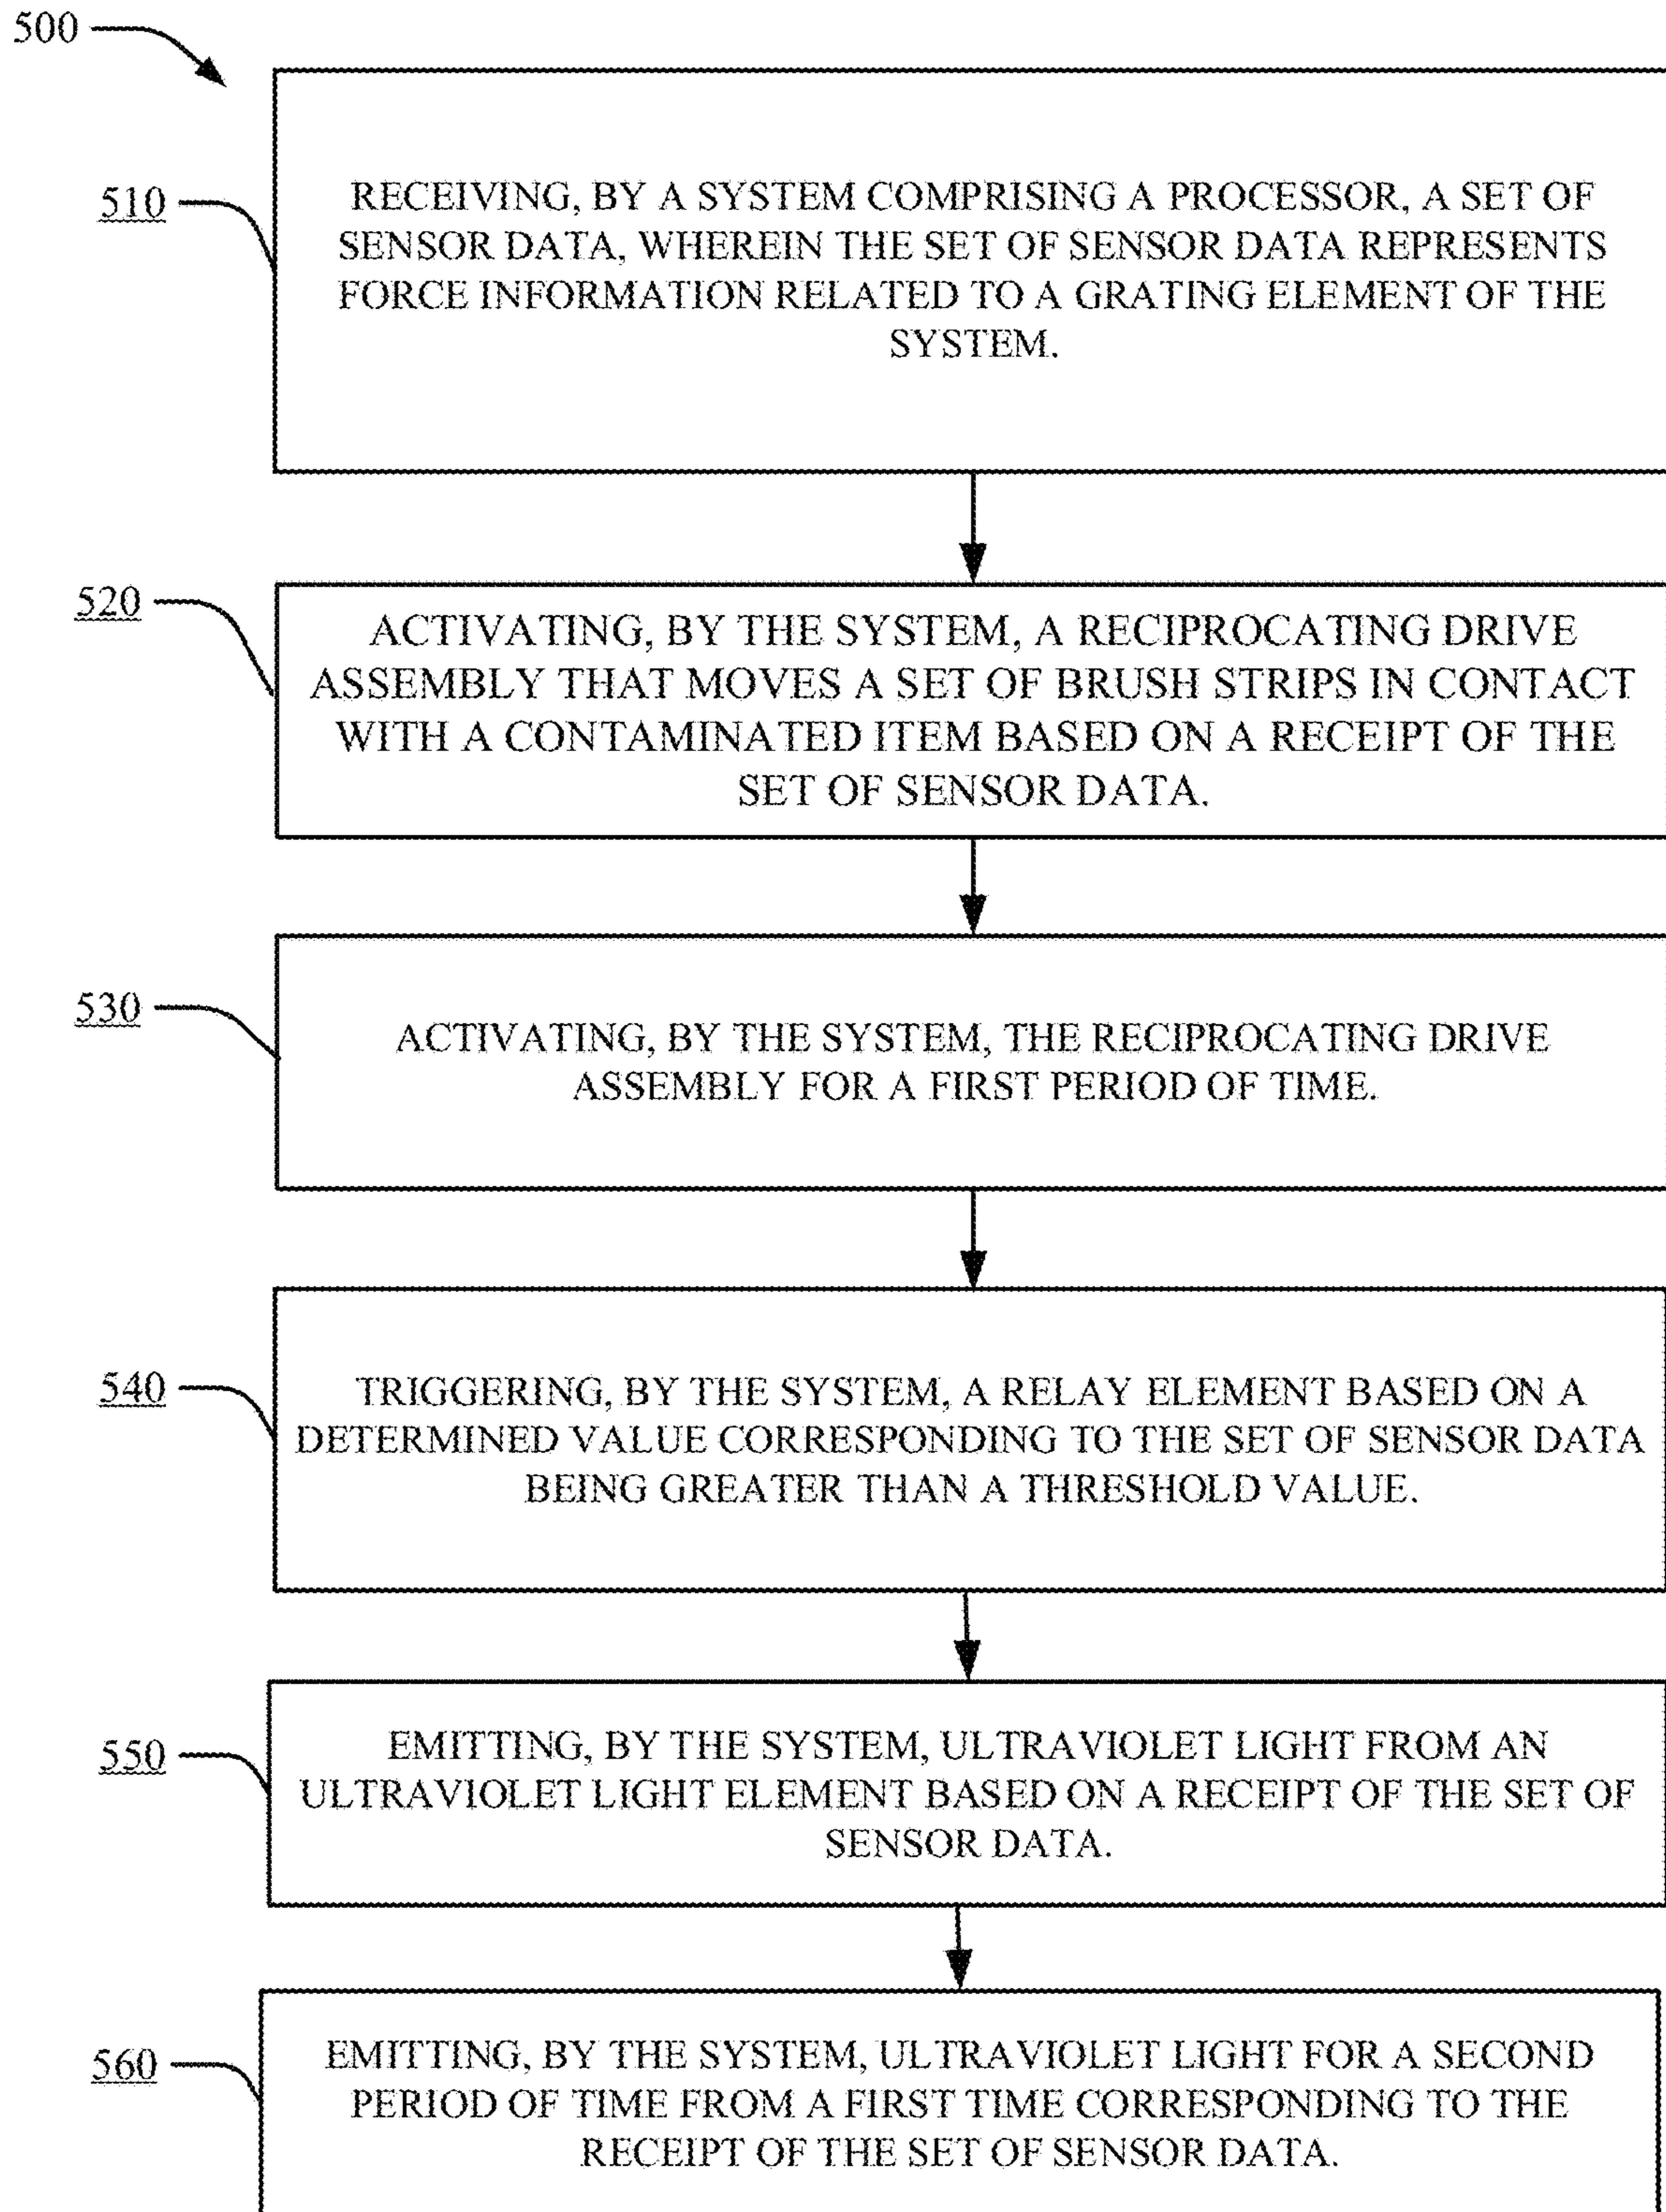 500
510
RECEIVING, BY A SYSTEM COMPRISING A PROCESSOR, A SET OF
SENSOR DATA, WHEREIN THE SET OF SENSOR DATA REPRESENTS
FORCE INFORMATION RELATED TO A GRATING ELEMENT OF THE
SYSTEM.
520
ACTIVATING, BY THE SYSTEM, A RECIPROCATING DRIVE
ASSEMBLY THAT MOVES A SET OF BRUSH STRIPS IN CONTACT
WITH A CONTAMINATED ITEM BASED ON A RECEIPT OF THE
SET OF SENSOR DATA.
530
ACTIVATING, BY THE SYSTEM, THE RECIPROCATING DRIVE
ASSEMBLY FOR A FIRST PERIOD OF TIME.
540
TRIGGERING, BY THE SYSTEM, A RELAY ELEMENT BASED ON A
DETERMINED VALUE CORRESPONDING TO THE SET OF SENSOR DATA
BEING GREATER THAN A THRESHOLD VALUE.
550
EMITTING, BY THE SYSTEM, ULTRAVIOLET LIGHT FROM AN
ULTRAVIOLET LIGHT ELEMENT BASED ON A RECEIPT OF THE SET OF
SENSOR DATA.
560
EMITTING, BY THE SYSTEM, ULTRAVIOLET LIGHT FOR A SECOND
PERIOD OF TIME FROM A FIRST TIME CORRESPONDING TO THE
RECEIPT OF THE SET OF SENSOR DATA.